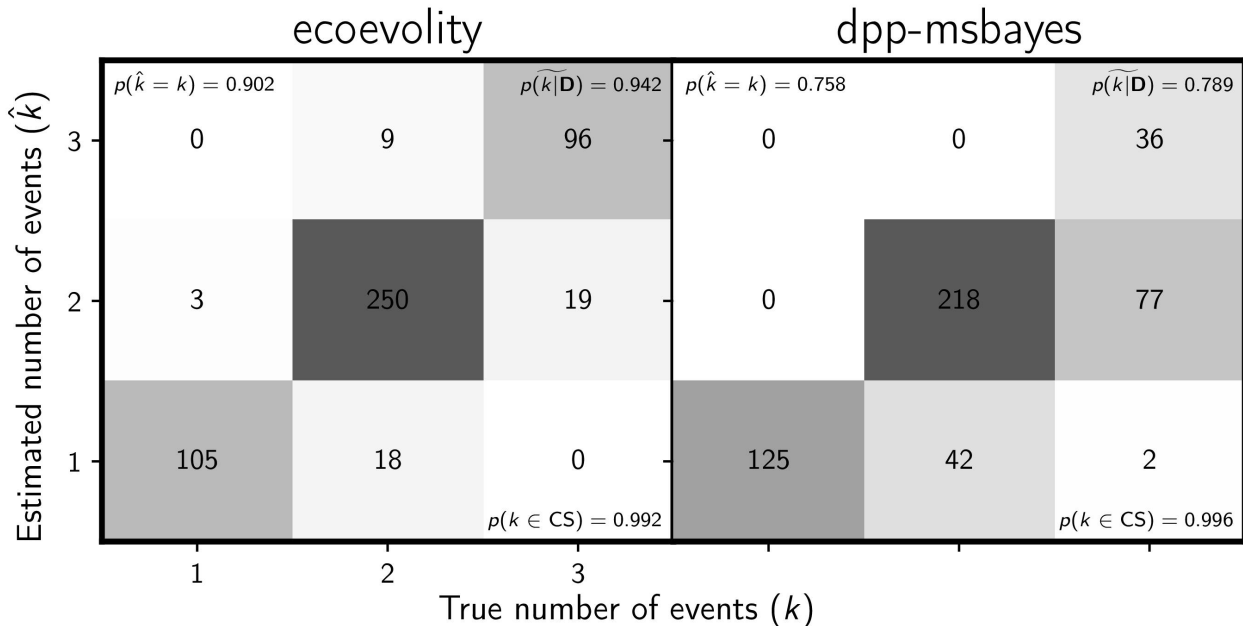 ecoevolity dpp-msbayes
p(k̂ = k) = 0.902 p(k|D)͠ = 0.942 p(k̂ = k) = 0.758 p(k|D)͠ = 0.789
3 0 9 96 0 0 36
2 3 250 19 0 218 77
1 105 18 0 125 42 2
p(k ∈ CS) = 0.992 p(k ∈ CS) = 0.996
1 2 3
Estimated number of events (k̂)
True number of events (k)